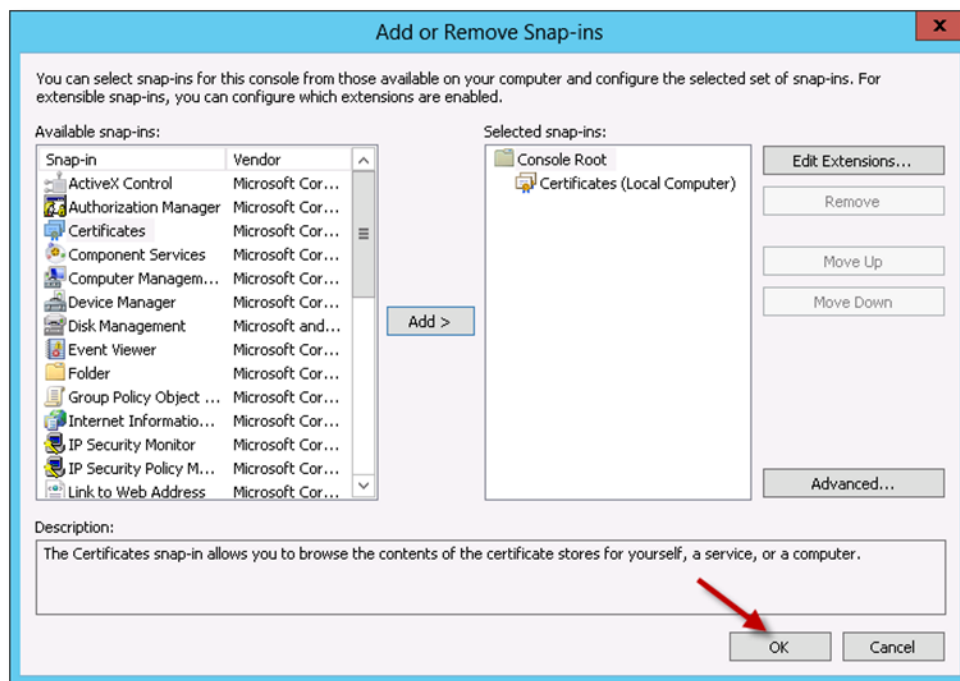 Add or Remove Snap-ins
x
You can select snap-ins for this console from those available on your computer and configure the selected set of snap-ins. For
extensible snap-ins, you can configure which extensions are enabled.
Available snap-ins:
Snap-in Vendor
ActiveX Control Microsoft Cor...
Authorization Manager Microsoft Cor...
Certificates Microsoft Cor...
Component Services Microsoft Cor...
Computer Managem... Microsoft Cor...
Device Manager Microsoft Cor...
Disk Management Microsoft and...
Event Viewer Microsoft Cor...
Folder Microsoft Cor...
Group Policy Object ... Microsoft Cor...
Internet Informatio... Microsoft Cor...
IP Security Monitor Microsoft Cor...
IP Security Policy M... Microsoft Cor...
Link to Web Address Microsoft Cor...
Add >
Selected snap-ins:
Console Root
Certificates (Local Computer)
Edit Extensions...
Remove
Move Up
Move Down
Advanced...
Description:
The Certificates snap-in allows you to browse the contents of the certificate stores for yourself, a service, or a computer.
OK Cancel